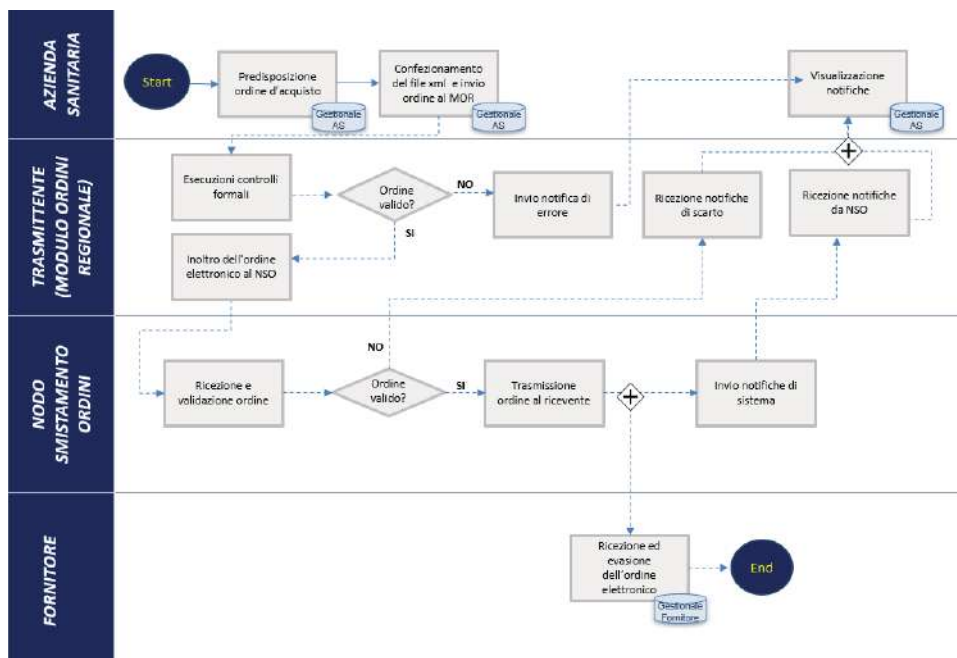 AZIENDA
SANITARIA
Start
Predisposizione
ordine d'acquisto
Gestionale
AS
Confezionamento
del file xml e invio
ordine al MOR
Gestionale
AS
Visualizzazione
notifiche
Gestionale
AS
TRASMITTENTE
(MODULO ORDINI
REGIONALE)
Esecuzioni controlli
formali
Ordine
valido?
NO
SI
Invio notifica di
errore
Ricezione notifiche
di scarto
Ricezione notifiche
da NSO
Inoltro dell'ordine
elettronico al NSO
NODO
SMISTAMENTO
ORDINI
Ricezione e
validazione ordine
NO
Ordine
valido?
SI
Trasmissione
ordine al ricevente
Invio notifiche di
sistema
FORNITORE
Ricezione ed
evasione
dell'ordine
elettronico
Gestionale
Fornitore
End